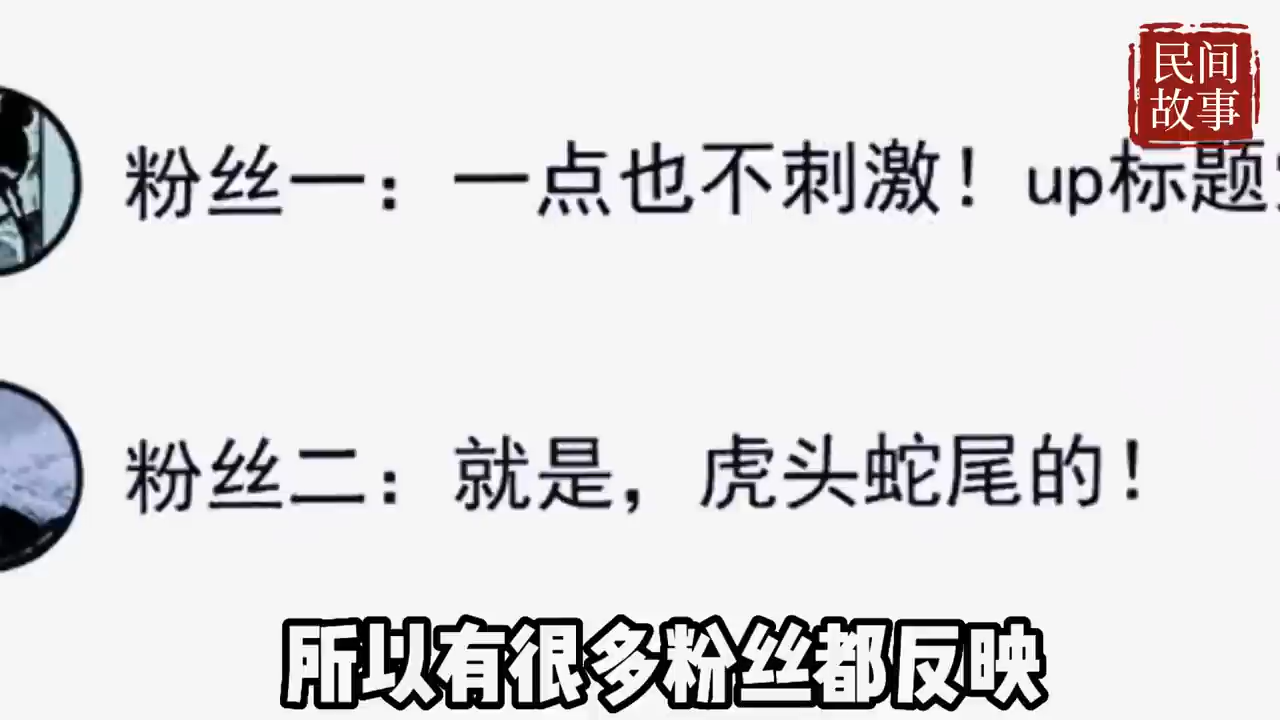 民间
故事
粉丝一：一点也不刺激！up标题
粉丝二：就是，虎头蛇尾的！
所以有很多粉丝都反映